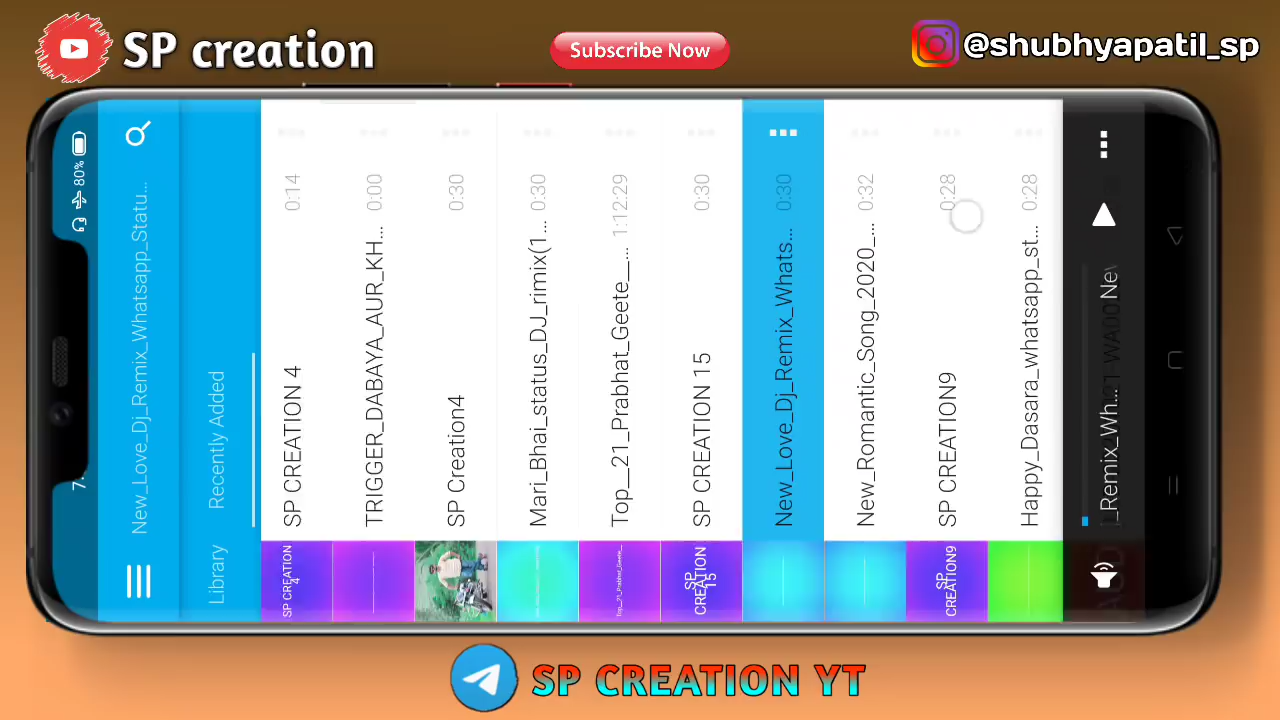 SP creation
Subscribe Now
@shubhyapatil_sp
80%
New_Love_Dj_Remix_Whatsapp_Statu...
Library
Recently Added
SP CREATION 4
SP CREATION 4
0:14
TRIGGER_DABAYA_AUR_KH...
0:00
SP Creation4
0:30
Mari_Bhai_status_DJ_rimix(1...
0:30
Top__21_Prabhat_Geete__
Top__21_Prabhat_Geete__...
1:12:29
SP CREATION 15
SP CREATION 15
0:30
New_Love_Dj_Remix_Whats...
0:30
New_Romantic_Song_2020_...
0:32
SP CREATION9
SP CREATION9
0:28
Happy_Dasara_whatsapp_st...
0:28
_Remix_Wh...
SP CREATION YT